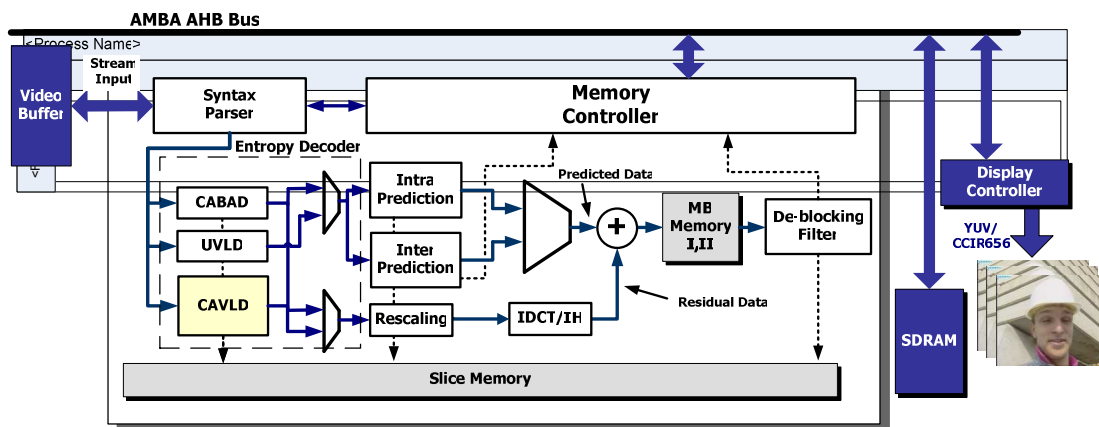 AMBA AHB Bus
<Process Name>
Stream
Input
Video
Buffer
Syntax
Parser
Memory
Controller
Entropy Decoder
CABAD
UVLD
CAVLD
Intra
Prediction
Inter
Prediction
Rescaling
IDCT/IH
Predicted Data
+
Residual Data
MB
Memory
I,II
De-blocking
Filter
Display
Controller
YUV/
CCIR656
SDRAM
Slice Memory